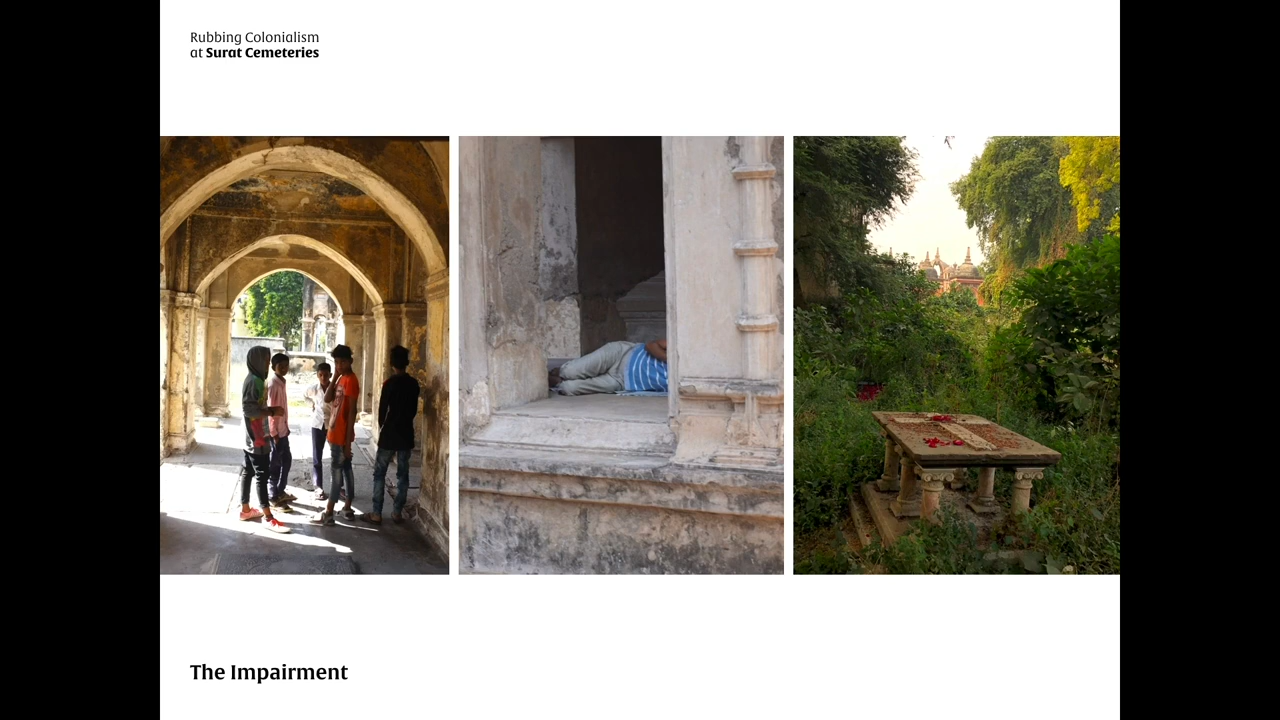 Rubbing Colonialism
at Surat Cemeteries
The Impairment